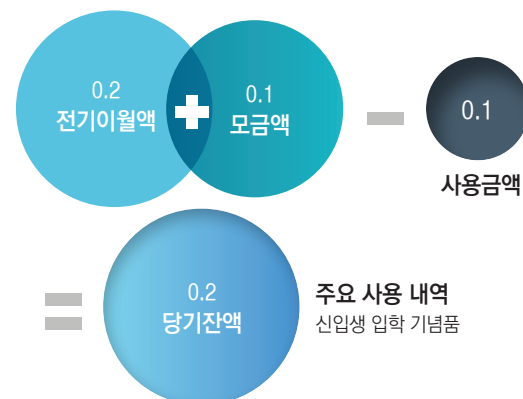 0.2
전기이월액
+
0.1
모금액
−
0.1
사용금액
=
0.2
당기잔액
주요 사용 내역
신입생 입학 기념품